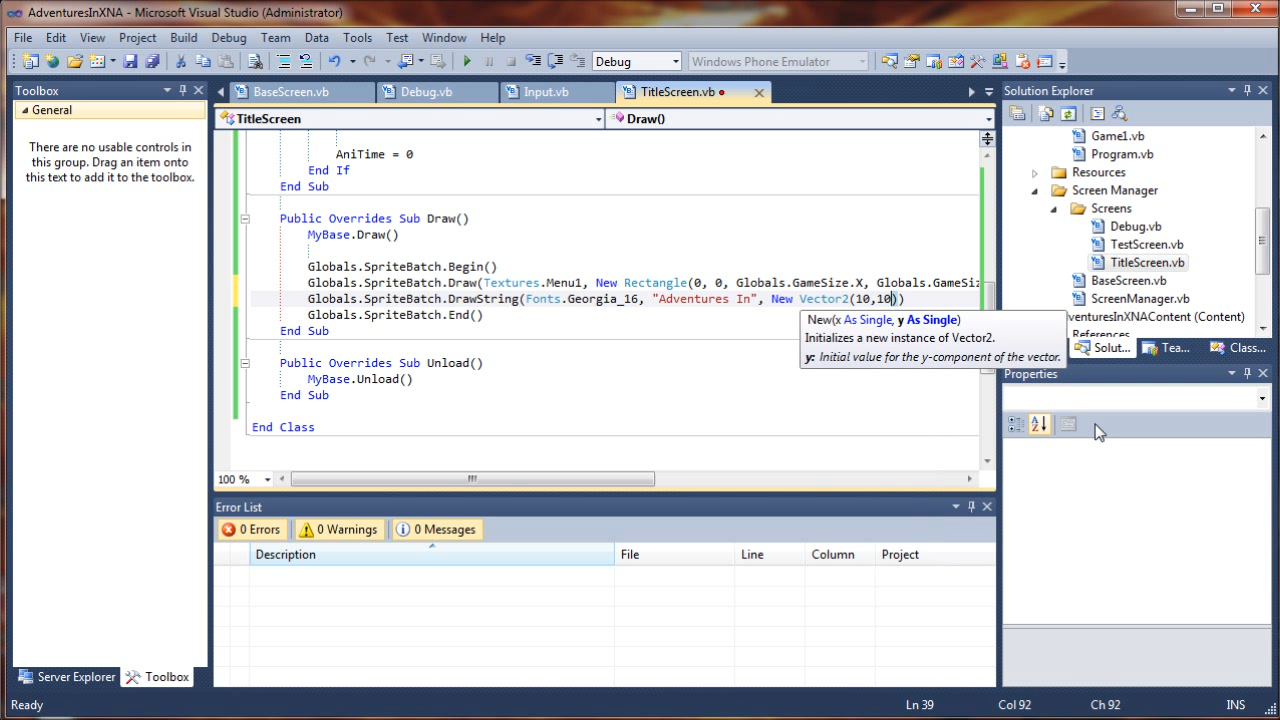 AdventuresInXNA - Microsoft Visual Studio (Administrator)
File Edit View Project Build Debug Team Data Tools Test Window Help
Debug Windows Phone Emulator
Toolbox
General
There are no usable controls in
this group. Drag an item onto
this text to add it to the toolbox.
BaseScreen.vb Debug.vb Input.vb TitleScreen.vb
TitleScreen Draw()
AniTime = 0
End If
End Sub
Public Overrides Sub Draw()
MyBase.Draw()
Globals.SpriteBatch.Begin()
Globals.SpriteBatch.Draw(Textures.Menu1, New Rectangle(0, 0, Globals.GameSize.X, Globals.GameSiz
Globals.SpriteBatch.DrawString(Fonts.Georgia_16, "Adventures In", New Vector2(10,10))
Globals.SpriteBatch.End()
End Sub
New(x As Single, y As Single)
Initializes a new instance of Vector2.
y: Initial value for the y-component of the vector.
Public Overrides Sub Unload()
MyBase.Unload()
End Sub
End Class
100 %
Error List
0 Errors 0 Warnings 0 Messages
Description File Line Column Project
Solution Explorer
Game1.vb
Program.vb
Resources
Screen Manager
Screens
Debug.vb
TestScreen.vb
TitleScreen.vb
BaseScreen.vb
ScreenManager.vb
dventuresInXNAContent (Content)
References
Solut... Tea... Class...
Properties
Server Explorer Toolbox
Ready Ln 39 Col 92 Ch 92 INS